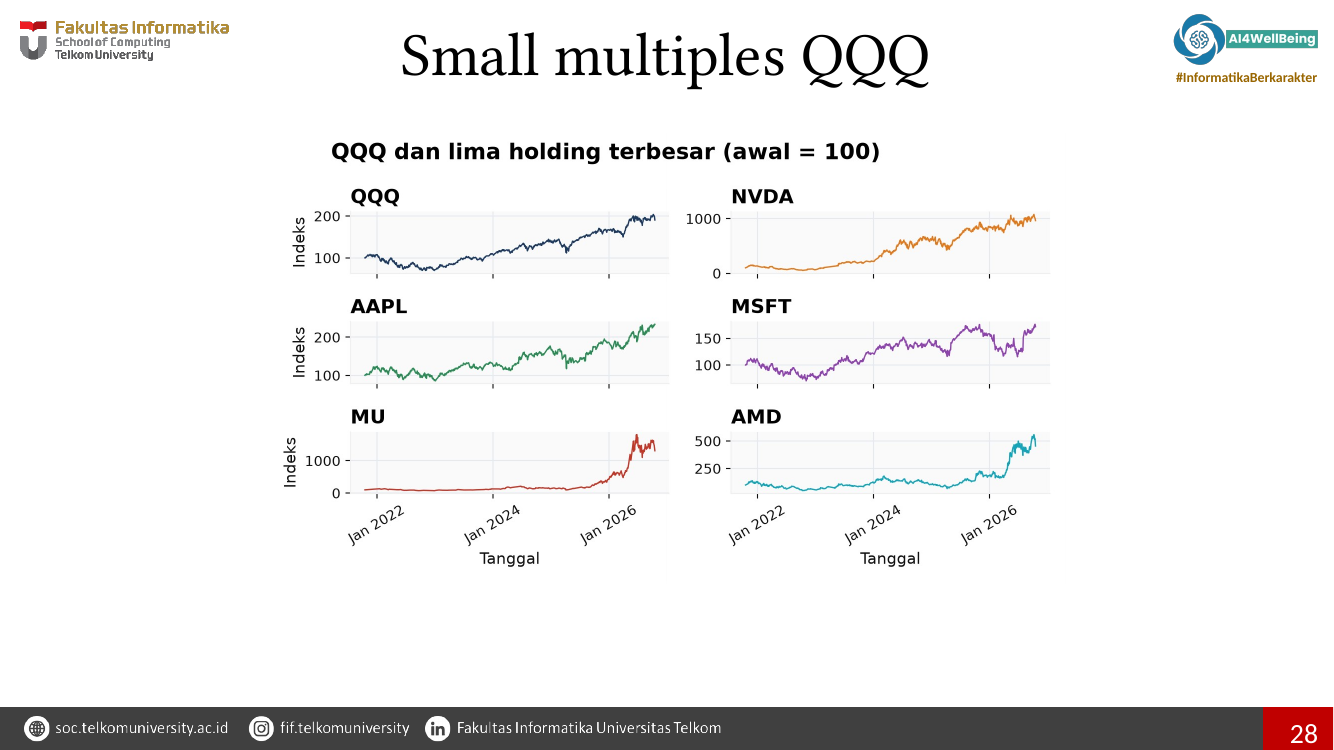 Fakultas Informatika
School of Computing
Telkom University
Small multiples QQQ
AI4WellBeing
#InformatikaBerkarakter
QQQ dan lima holding terbesar (awal = 100)
QQQ
Indeks
200
100
NVDA
1000
0
AAPL
Indeks
200
100
MSFT
150
100
MU
Indeks
1000
0
Jan 2022
Jan 2024
Jan 2026
Tanggal
AMD
500
250
Jan 2022
Jan 2024
Jan 2026
Tanggal
soc.telkomuniversity.ac.id
fif.telkomuniversity
in
Fakultas Informatika Universitas Telkom
28